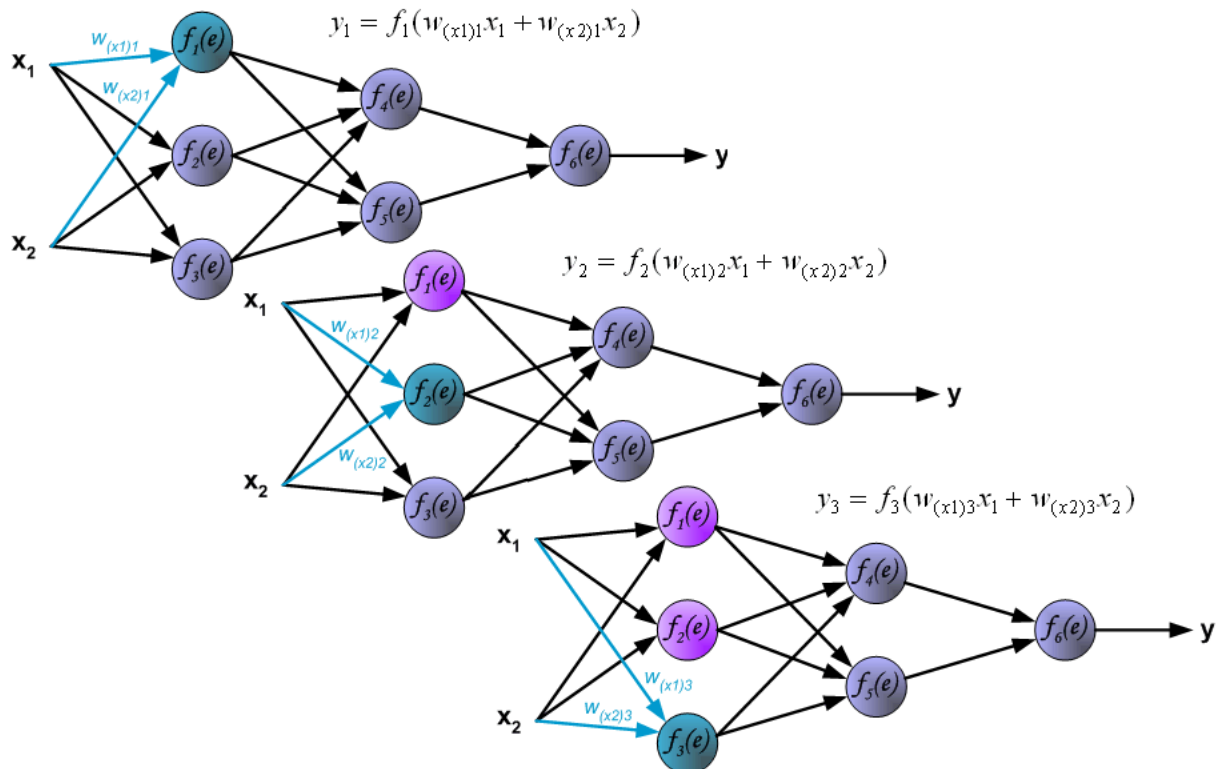 y₁ = f₁(w₍ₓ₁₎₁x₁ + w₍ₓ₂₎₁x₂)
w₍ₓ₁₎₁
f₁(e)
x₁
w₍ₓ₂₎₁
f₄(e)
f₂(e)
f₆(e)
y
f₅(e)
x₂
f₃(e)
y₂ = f₂(w₍ₓ₁₎₂x₁ + w₍ₓ₂₎₂x₂)
f₁(e)
x₁
w₍ₓ₁₎₂
f₄(e)
f₂(e)
f₆(e)
y
w₍ₓ₂₎₂
f₅(e)
x₂
f₃(e)
y₃ = f₃(w₍ₓ₁₎₃x₁ + w₍ₓ₂₎₃x₂)
f₁(e)
x₁
f₄(e)
f₂(e)
f₆(e)
y
w₍ₓ₁₎₃
f₅(e)
x₂
w₍ₓ₂₎₃
f₃(e)